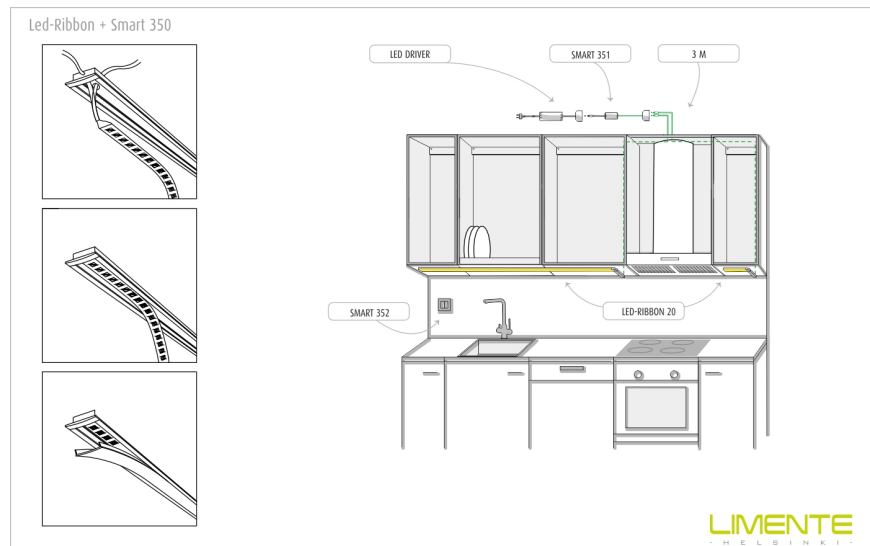 Led-Ribbon + Smart 350
LED DRIVER
SMART 351
3 M
SMART 352
LED-RIBBON 20
LIMENTE
· HELSINKI ·